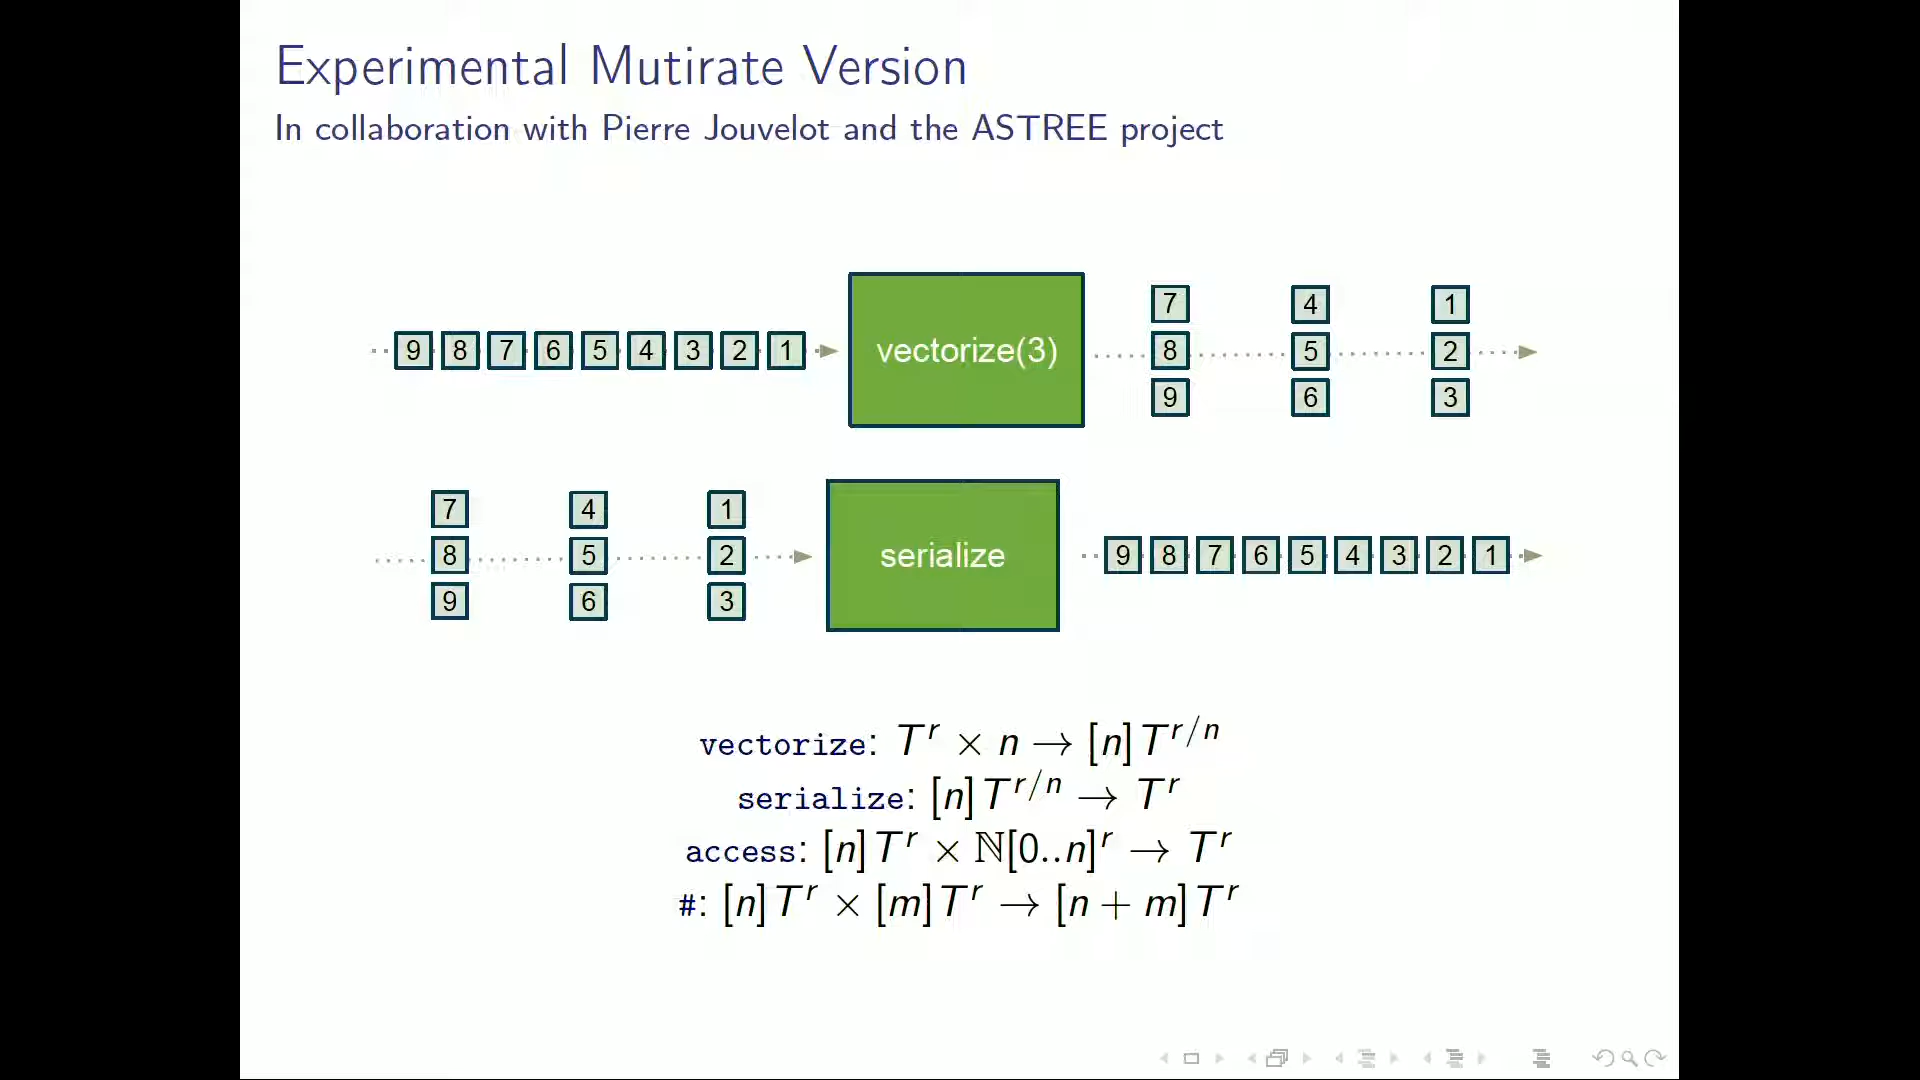 Experimental Mutirate Version
In collaboration with Pierre Jouvelot and the ASTREE project
7 4 1
9 8 7 6 5 4 3 2 1 vectorize(3) 8 5 2
9 6 3
7 4 1
8 5 2 serialize 9 8 7 6 5 4 3 2 1
9 6 3
vectorize: T^r × n → [n]T^{r/n}
serialize: [n]T^{r/n} → T^r
access: [n]T^r × ℕ[0..n]^r → T^r
#: [n]T^r × [m]T^r → [n + m]T^r